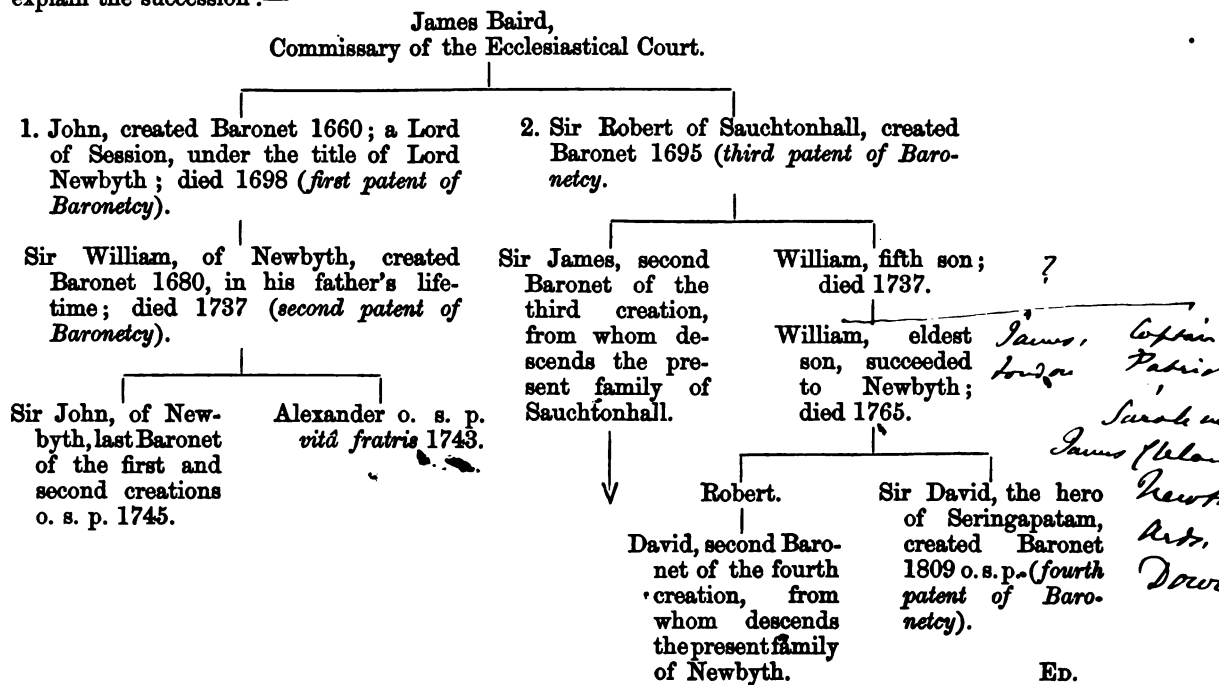 explain the succession :—
James Baird,
Commissary of the Ecclesiastical Court.
1. John, created Baronet 1660 ; a Lord
of Session, under the title of Lord
Newbyth ; died 1698 (first patent of
Baronetcy).
2. Sir Robert of Sauchtonhall, created
Baronet 1695 (third patent of Baro-
netcy.
Sir William, of Newbyth, created
Baronet 1680, in his father's life-
time ; died 1737 (second patent of
Baronetcy).
Sir James, second
Baronet of the
third creation,
from whom de-
scends the pre-
sent family of
Sauchtonhall.
William, fifth son ;
died 1737.
?
William, eldest
son, succeeded
to Newbyth ;
died 1765.
James,
London
Captain
Sir John, of New-
byth, last Baronet
of the first and
second creations
o. s. p. 1745.
Alexander o. s. p.
vitâ fratris 1743.
Sarah
James
Robert.
Sir David, the hero
of Seringapatam,
created Baronet
1809 o. s. p. (fourth
patent of Baro-
netcy).
Ards,
David, second Baro-
net of the fourth
creation, from
whom descends
the present family
of Newbyth.
ED.